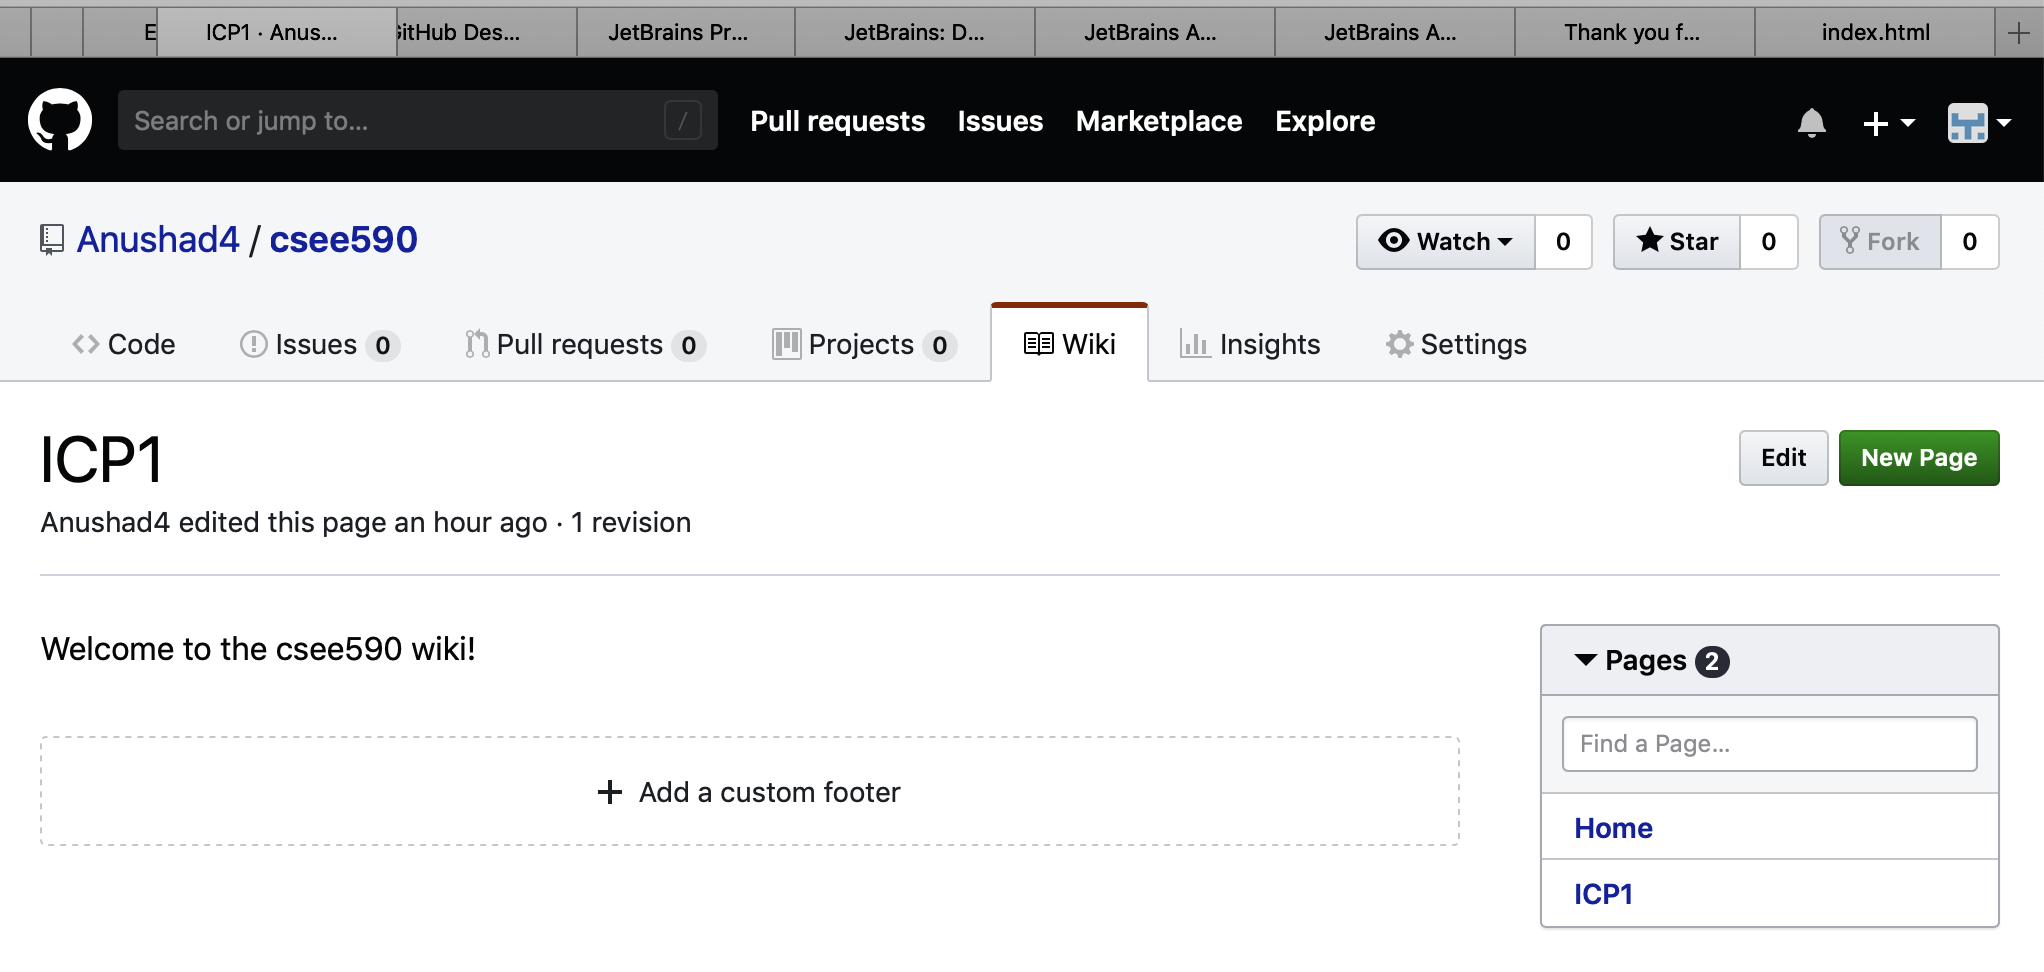 E ICP1 · Anus... GitHub Des... JetBrains Pr... JetBrains: D... JetBrains A... JetBrains A... Thank you f... index.html
Search or jump to... / Pull requests Issues Marketplace Explore
Anushad4 / csee590 Watch 0 Star 0 Fork 0
Code Issues 0 Pull requests 0 Projects 0 Wiki Insights Settings
ICP1 Edit New Page
Anushad4 edited this page an hour ago · 1 revision
Welcome to the csee590 wiki!
+ Add a custom footer
Pages 2
Find a Page...
Home
ICP1